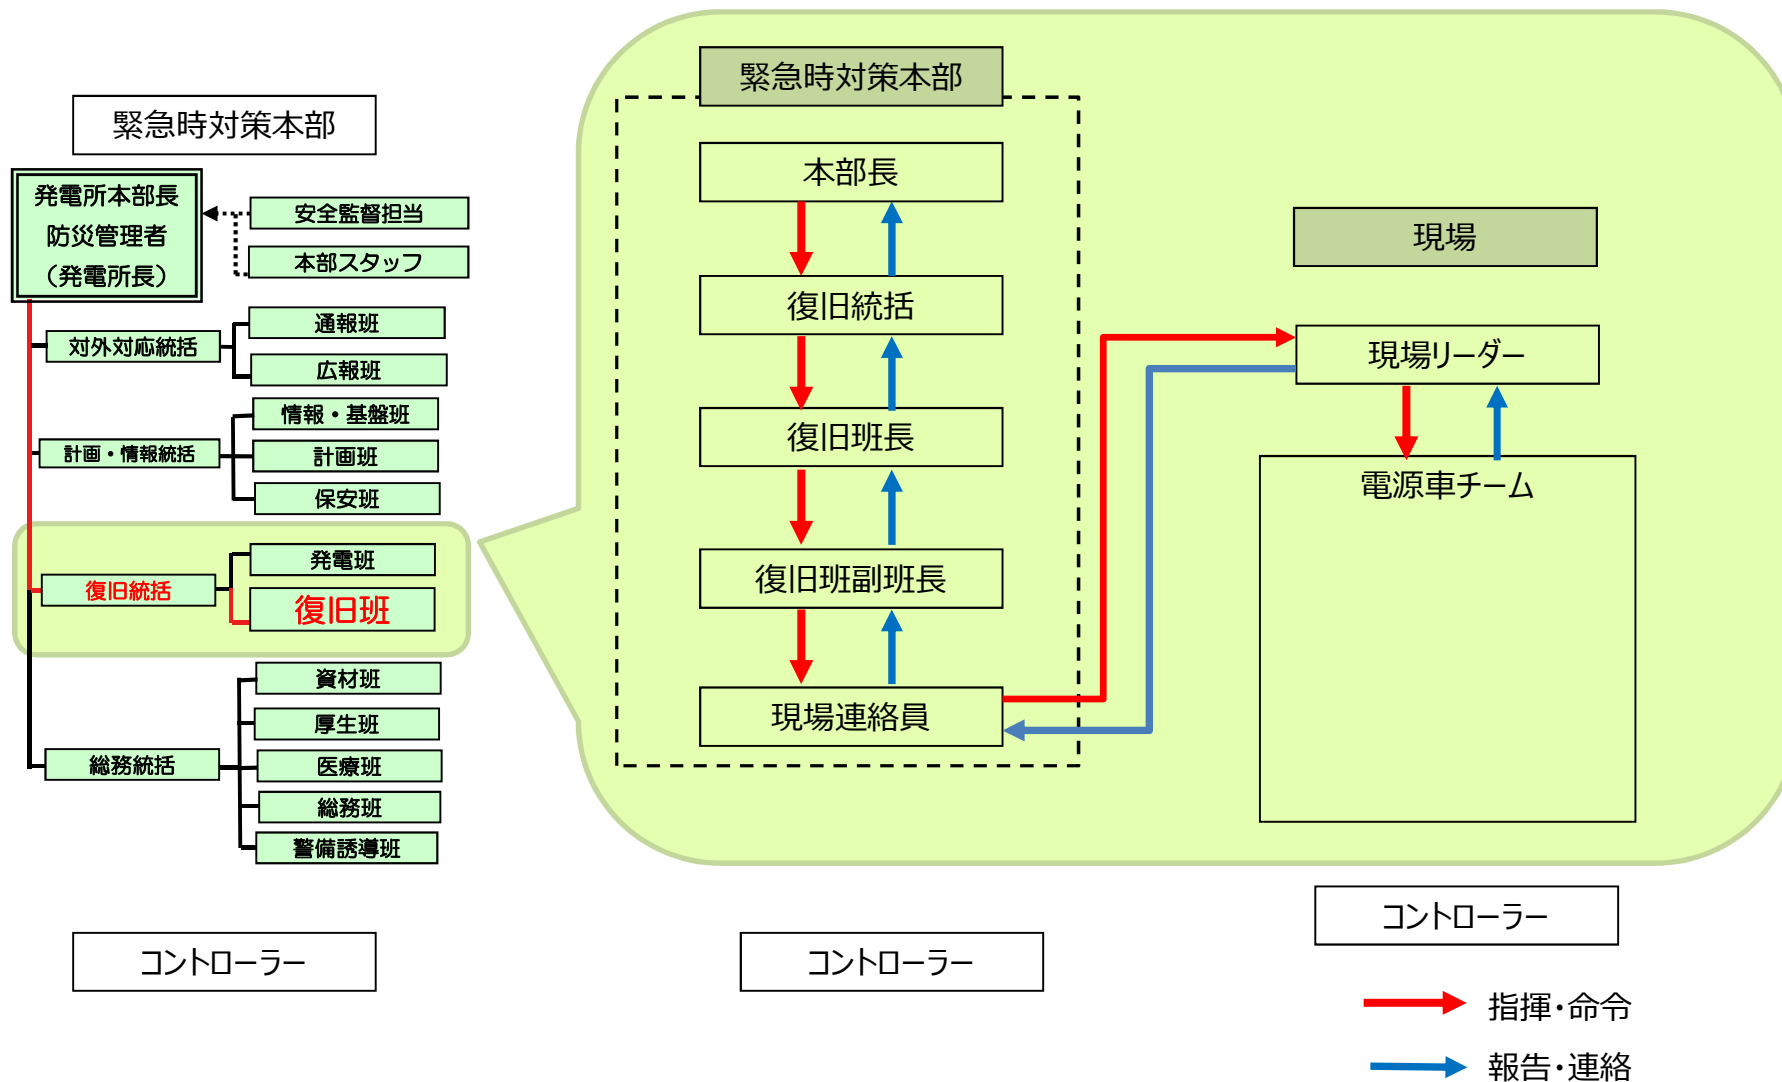 緊急時対策本部
発電所本部長
防災管理者
（発電所長）
安全監督担当
本部スタッフ
対外対応統括
通報班
広報班
計画・情報統括
情報・基盤班
計画班
保安班
復旧統括
発電班
復旧班
総務統括
資材班
厚生班
医療班
総務班
警備誘導班
コントローラー
緊急時対策本部
本部長
復旧統括
復旧班長
復旧班副班長
現場連絡員
コントローラー
現場
現場リーダー
電源車チーム
コントローラー
指揮・命令
報告・連絡